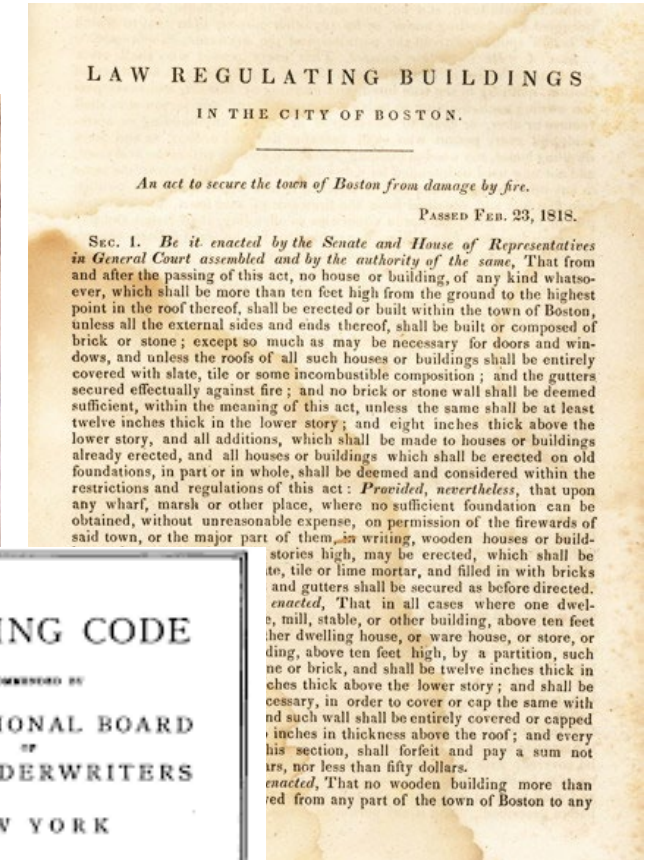 LAW REGULATING BUILDINGS
IN THE CITY OF BOSTON.
An act to secure the town of Boston from damage by fire.
PASSED FEB. 23, 1818.
SEC. 1. Be it enacted by the Senate and House of Representatives
in General Court assembled and by the authority of the same, That from
and after the passing of this act, no house or building, of any kind whatso-
ever, which shall be more than ten feet high from the ground to the highest
point in the roof thereof, shall be erected or built within the town of Boston,
unless all the external sides and ends thereof, shall be built or composed of
brick or stone; except so much as may be necessary for doors and win-
dows, and unless the roofs of all such houses or buildings shall be entirely
covered with slate, tile or some incombustible composition; and the gutters
secured effectually against fire; and no brick or stone wall shall be deemed
sufficient, within the meaning of this act, unless the same shall be at least
twelve inches thick in the lower story; and eight inches thick above the
lower story, and all additions, which shall be made to houses or buildings
already erected, and all houses or buildings which shall be erected on old
foundations, in part or in whole, shall be deemed and considered within the
restrictions and regulations of this act: Provided, nevertheless, that upon
any wharf, marsh or other place, where no sufficient foundation can be
obtained, without unreasonable expense, on permission of the firewards of
said town, or the major part of them, in writing, wooden houses or build-
stories high, may be erected, which shall be
te, tile or lime mortar, and filled in with bricks
and gutters shall be secured as before directed.
enacted, That in all cases where one dwel-
e, mill, stable, or other building, above ten feet
ther dwelling house, or ware house, or store, or
ding, above ten feet high, by a partition, such
ne or brick, and shall be twelve inches thick in
ches thick above the lower story; and shall be
cessary, in order to cover or cap the same with
nd such wall shall be entirely covered or capped
inches in thickness above the roof; and every
his section, shall forfeit and pay a sum not
rs, nor less than fifty dollars.
enacted, That no wooden building more than
ved from any part of the town of Boston to any
ING CODE
MMENDED BY
IONAL BOARD
OF
DERWRITERS
W YORK